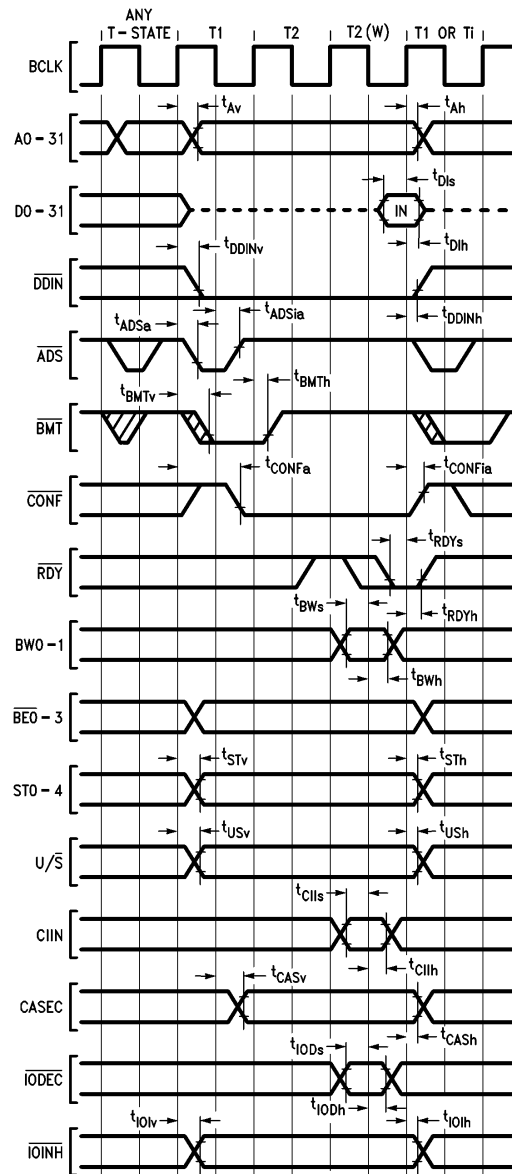 ANY
T-STATE T1 T2 T2 (W) T1 OR Ti
BCLK
tAv tAh
A0-31
tDIs
D0-31 IN
tDIh
tDDINv
DDIN
tADSa tADSia tDDINh
ADS
tBMTv tBMTh
BMT
tCONFa tCONFia
CONF
tRDYs
RDY
tBWs tRDYh
BW0-1
tBWh
BE0-3
tSTv tSTh
ST0-4
tUSv tUSh
U/S
tCIIs
CIIN
tCIIh
tCASv
CASEC
tCASh
tIODs
IODEC
tIODh
tIOIv tIOIh
IOINH